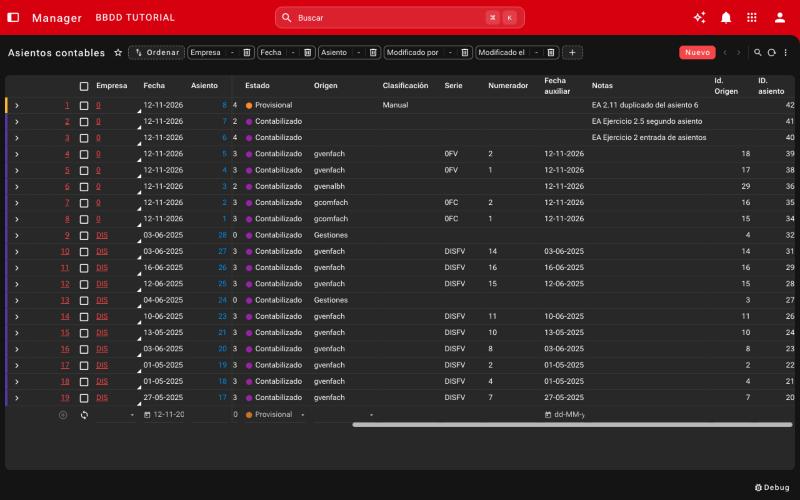 Manager BBDD TUTORIAL Buscar ⌘ K
Asientos contables Ordenar Empresa - Fecha - Asiento - Modificado por - Modificado el - + Nuevo
Empresa Fecha Asiento Estado Origen Clasificación Serie Numerador Fecha auxiliar Notas Id. Origen ID. asiento
1 0 12-11-2026 8 4 Provisional Manual EA 2.11 duplicado del asiento 6 42
2 0 12-11-2026 7 2 Contabilizado EA Ejercicio 2.5 segundo asiento 41
3 0 12-11-2026 6 4 Contabilizado EA Ejercicio 2 entrada de asientos 40
4 0 12-11-2026 5 3 Contabilizado gvenfach 0FV 2 12-11-2026 18 39
5 0 12-11-2026 4 3 Contabilizado gvenfach 0FV 1 12-11-2026 17 38
6 0 12-11-2026 3 2 Contabilizado gvenalbh 12-11-2026 29 36
7 0 12-11-2026 2 3 Contabilizado gcomfach 0FC 2 12-11-2026 16 35
8 0 12-11-2026 1 3 Contabilizado gcomfach 0FC 1 12-11-2026 15 34
9 DIS 03-06-2025 28 0 Contabilizado Gestiones 4 32
10 DIS 03-06-2025 27 3 Contabilizado gvenfach DISFV 14 03-06-2025 14 31
11 DIS 16-06-2025 26 3 Contabilizado gvenfach DISFV 16 16-06-2025 16 29
12 DIS 12-06-2025 25 3 Contabilizado gvenfach DISFV 15 12-06-2025 15 28
13 DIS 04-06-2025 24 0 Contabilizado Gestiones 3 27
14 DIS 10-06-2025 23 3 Contabilizado gvenfach DISFV 11 10-06-2025 11 26
15 DIS 13-05-2025 21 3 Contabilizado gvenfach DISFV 10 13-05-2025 10 24
16 DIS 03-06-2025 20 3 Contabilizado gvenfach DISFV 8 03-06-2025 8 23
17 DIS 01-05-2025 19 3 Contabilizado gvenfach DISFV 2 01-05-2025 2 22
18 DIS 01-05-2025 18 3 Contabilizado gvenfach DISFV 4 01-05-2025 4 21
19 DIS 27-05-2025 17 3 Contabilizado gvenfach DISFV 7 27-05-2025 7 20
12-11-20 0 Provisional dd-MM-y
Debug